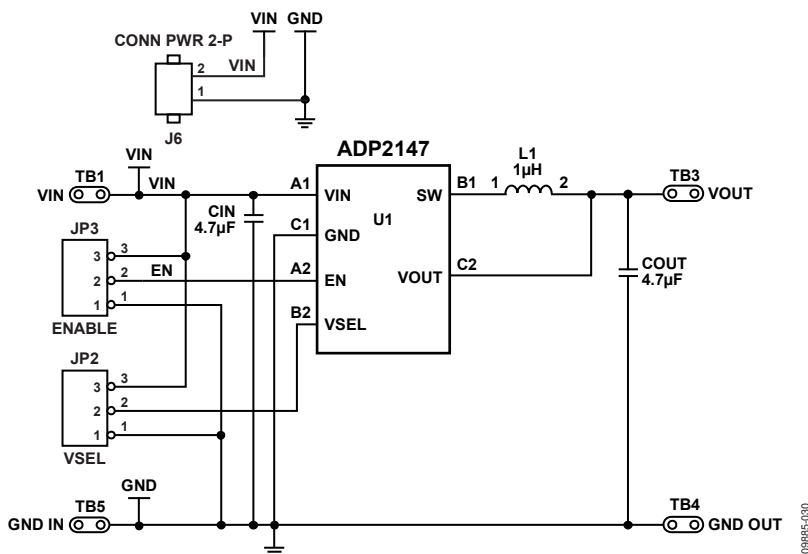 VIN GND
CONN PWR 2-P
2 VIN
1
J6
ADP2147
VIN
TB1
VIN
VIN
A1
VIN
SW
B1
L1
1µH
1 2
TB3
VOUT
CIN
4.7µF
U1
C1
GND
JP3
3 3
2 2
EN
A2
EN
1 1
ENABLE
VOUT
C2
COUT
4.7µF
B2
VSEL
JP2
3 3
2 2
1 1
VSEL
GND
TB5
GND IN
TB4
GND OUT
09885-030